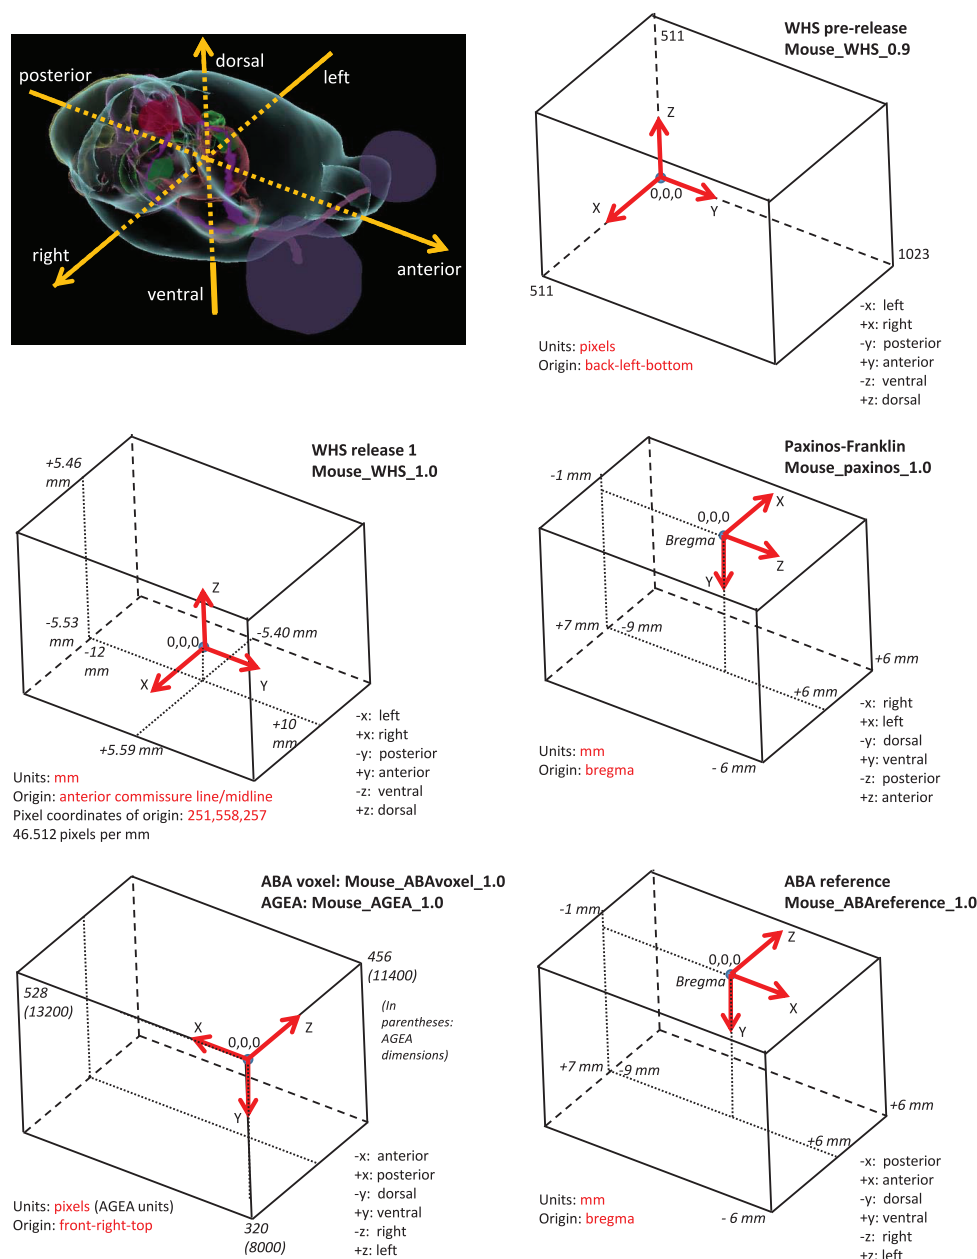 posterior
dorsal
left
right
ventral
anterior
WHS pre-release
Mouse_WHS_0.9
511
Z
0,0,0
X
Y
1023
511
Units: pixels
Origin: back-left-bottom
-x: left
+x: right
-y: posterior
+y: anterior
-z: ventral
+z: dorsal
WHS release 1
Mouse_WHS_1.0
+5.46
mm
Z
-5.53
mm
-12
mm
0,0,0
-5.40 mm
X
Y
+10
mm
+5.59 mm
Units: mm
Origin: anterior commissure line/midline
Pixel coordinates of origin: 251,558,257
46.512 pixels per mm
-x: left
+x: right
-y: posterior
+y: anterior
-z: ventral
+z: dorsal
Paxinos-Franklin
Mouse_paxinos_1.0
-1 mm
X
0,0,0
Bregma
Z
Y
+7 mm
-9 mm
+6 mm
+6 mm
- 6 mm
Units: mm
Origin: bregma
-x: right
+x: left
-y: dorsal
+y: ventral
-z: posterior
+z: anterior
ABA voxel: Mouse_ABAvoxel_1.0
AGEA: Mouse_AGEA_1.0
456
(11400)
528
(13200)
(In
parentheses:
AGEA
dimensions)
X
0,0,0
Z
Y
320
(8000)
Units: pixels (AGEA units)
Origin: front-right-top
-x: anterior
+x: posterior
-y: dorsal
+y: ventral
-z: right
+z: left
ABA reference
Mouse_ABAreference_1.0
-1 mm
Z
0,0,0
Bregma
X
Y
+7 mm
-9 mm
+6 mm
+6 mm
- 6 mm
Units: mm
Origin: bregma
-x: posterior
+x: anterior
-y: dorsal
+y: ventral
-z: right
+z: left